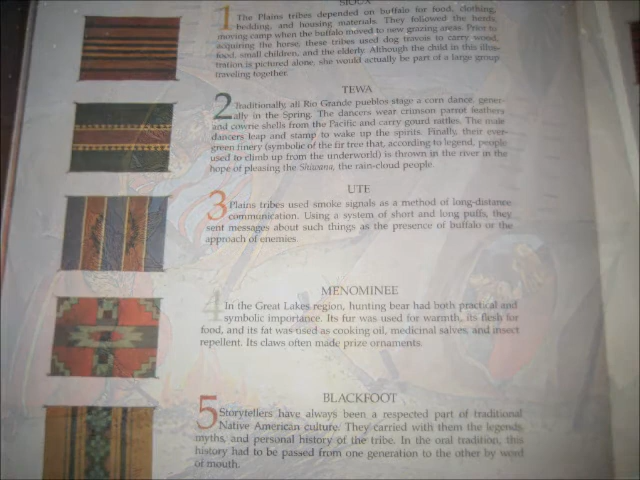 SIOUX
1 The Plains tribes depended on buffalo for food, clothing,
bedding, and housing materials. They followed the herds,
moving camp when the buffalo moved to new grazing areas. Prior to
acquiring the horse, these tribes used dog travois to carry wood,
food, small children, and the elderly. Although the child in this illus-
tration is pictured alone, she would actually be part of a large group
traveling together.
TEWA
2 Traditionally, all Rio Grande pueblos stage a corn dance, gener-
ally in the Spring. The dancers wear crimson parrot feathers
and cowrie shells from the Pacific and carry gourd rattles. The male
dancers leap and stamp to wake up the spirits. Finally, their ever-
green finery (symbolic of the fir tree that, according to legend, people
used to climb up from the underworld) is thrown in the river in the
hope of pleasing the Shiwana, the rain-cloud people.
UTE
3 Plains tribes used smoke signals as a method of long-distance
communication. Using a system of short and long puffs, they
sent messages about such things as the presence of buffalo or the
approach of enemies.
MENOMINEE
4 In the Great Lakes region, hunting bear had both practical and
symbolic importance. Its fur was used for warmth, its flesh for
food, and its fat was used as cooking oil, medicinal salves, and insect
repellent. Its claws often made prize ornaments.
BLACKFOOT
5 Storytellers have always been a respected part of traditional
Native American culture. They carried with them the legends,
myths, and personal history of the tribe. In the oral tradition, this
history had to be passed from one generation to the other by word
of mouth.